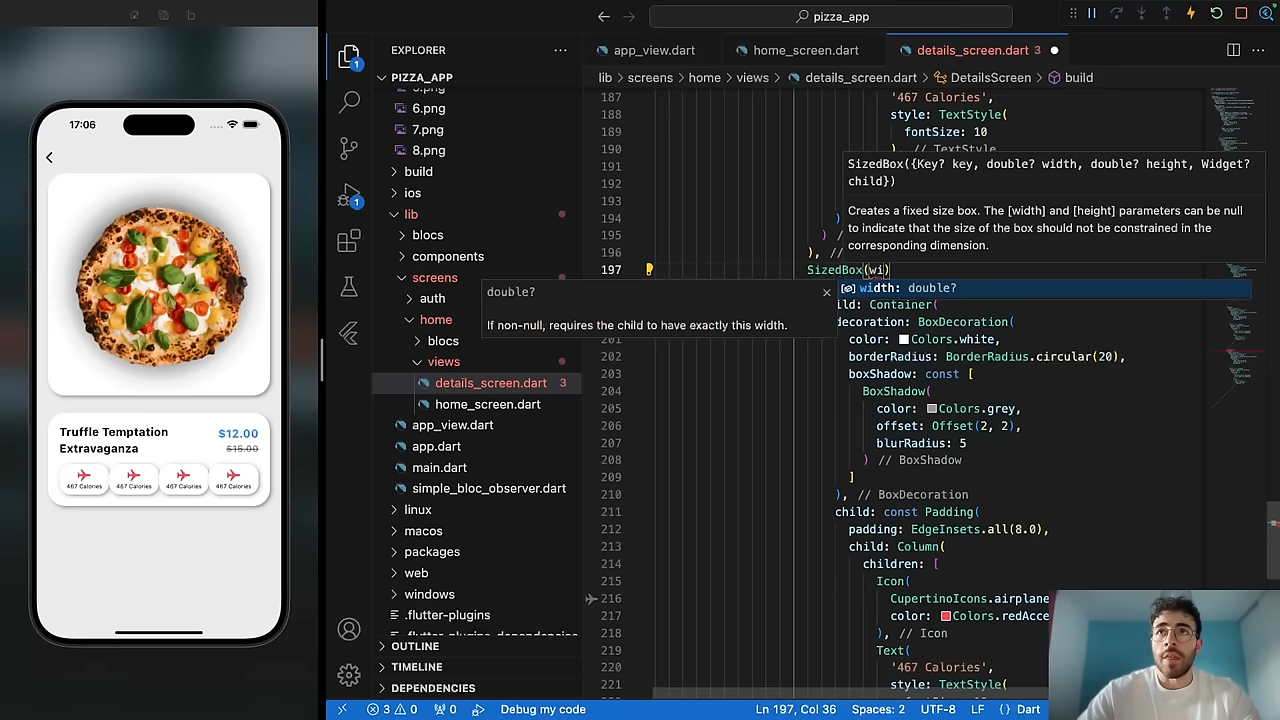 17:06
Truffle Temptation
Extravaganza
$12.00
$15.00
467 Calories
467 Calories
467 Calories
467 Calories
pizza_app
EXPLORER
PIZZA_APP
6.png
7.png
8.png
build
ios
lib
blocs
components
screens
auth
home
blocs
views
details_screen.dart 3
home_screen.dart
app_view.dart
app.dart
main.dart
simple_bloc_observer.dart
linux
macos
packages
web
windows
.flutter-plugins
.flutter-plugins_dependencies
OUTLINE
TIMELINE
DEPENDENCIES
1
1
app_view.dart
home_screen.dart
details_screen.dart 3
lib > screens > home > views > details_screen.dart > DetailsScreen > build
187 '467 Calories',
188 style: TextStyle(
189 fontSize: 10
190 ), // TextStyle
191
192
193
194 )
195 ) //
196 ), //
197 SizedBox(wi)
SizedBox({Key? key, double? width, double? height, Widget?
child})
Creates a fixed size box. The [width] and [height] parameters can be null
to indicate that the size of the box should not be constrained in the
corresponding dimension.
width: double?
double?
If non-null, requires the child to have exactly this width.
ild: Container(
201 decoration: BoxDecoration(
color: Colors.white,
202 borderRadius: BorderRadius.circular(20),
203 boxShadow: const [
204 BoxShadow(
205 color: Colors.grey,
206 offset: Offset(2, 2),
207 blurRadius: 5
208 ) // BoxShadow
209 ]
210 ), // BoxDecoration
211 child: const Padding(
212 padding: EdgeInsets.all(8.0),
213 child: Column(
214 children: [
215 Icon(
216 CupertinoIcons.airplane
217 color: Colors.redAcce
218 ), // Icon
219 Text(
220 '467 Calories',
221 style: TextStyle(
3 0
0
Debug my code
Ln 197, Col 36
Spaces: 2
UTF-8
LF
{} Dart